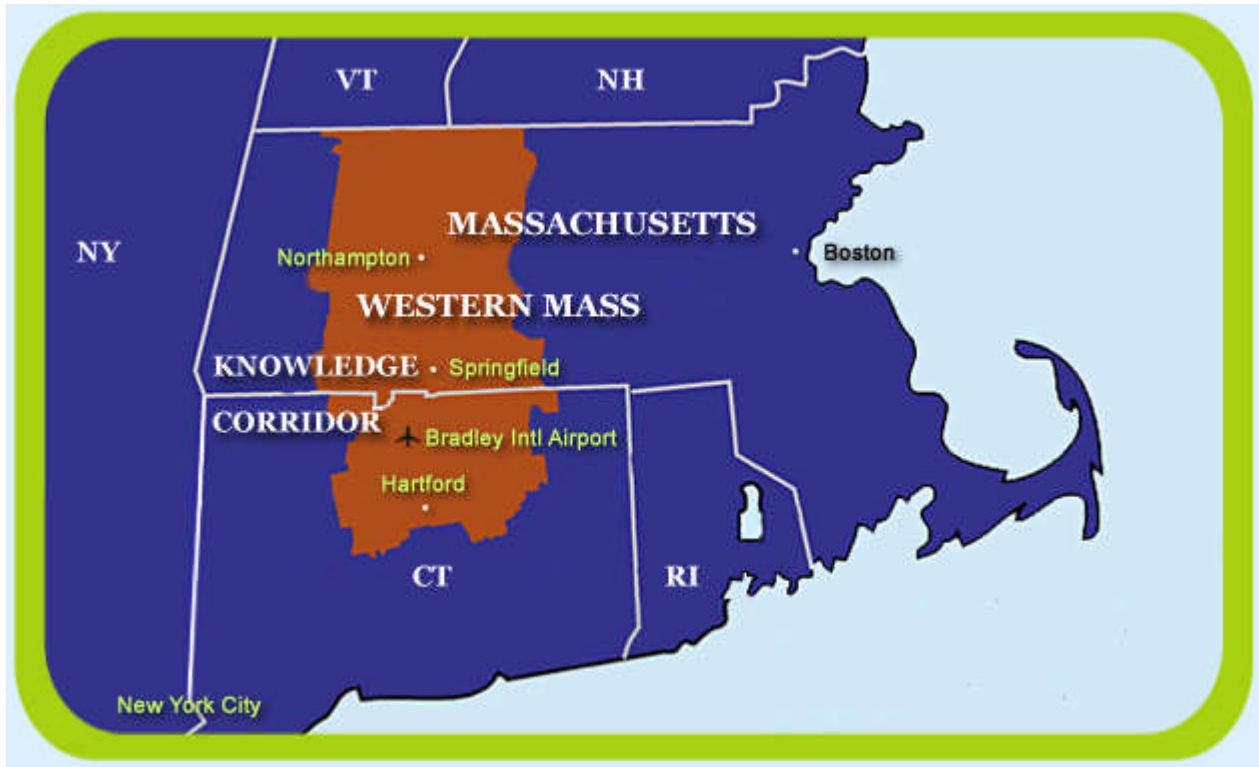 VT
NH
MASSACHUSETTS
NY
Northampton
Boston
WESTERN MASS
KNOWLEDGE
Springfield
CORRIDOR
Bradley Intl Airport
Hartford
CT
RI
New York City